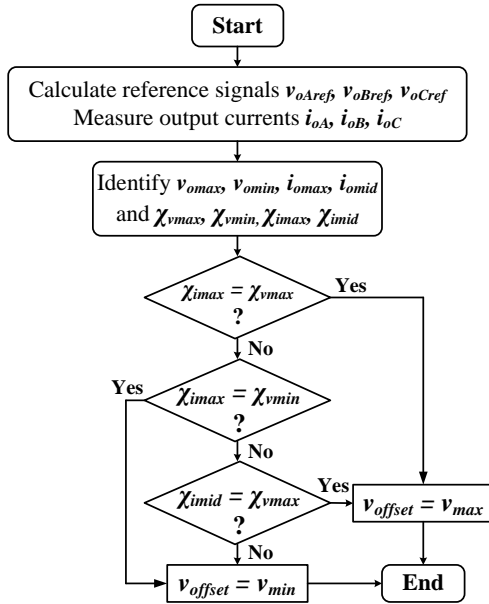 Start
Calculate reference signals v_oAref, v_oBref, v_oCref
Measure output currents i_oA, i_oB, i_oC
Identify v_omax, v_omin, i_omax, i_omid
and χ_vmax, χ_vmin, χ_imax, χ_imid
χ_imax = χ_vmax
?
Yes
No
χ_imax = χ_vmin
?
Yes
No
χ_imid = χ_vmax
?
Yes
No
v_offset = v_max
v_offset = v_min
End